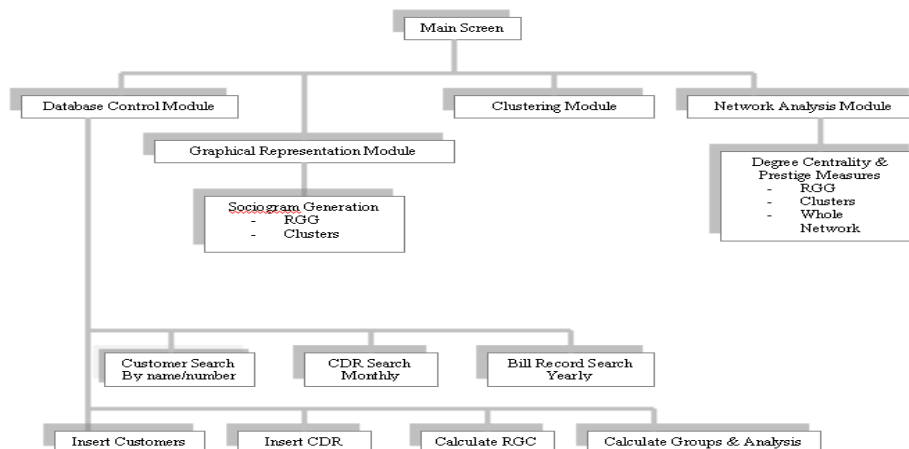 Main Screen
Database Control Module
Clustering Module
Network Analysis Module
Graphical Representation Module
Degree Centrality &
Prestige Measures
- RGG
- Clusters
- Whole
Network
Sociogram Generation
- RGG
- Clusters
Customer Search
By name/number
CDR Search
Monthly
Bill Record Search
Yearly
Insert Customers
Insert CDR
Calculate RGC
Calculate Groups & Analysis